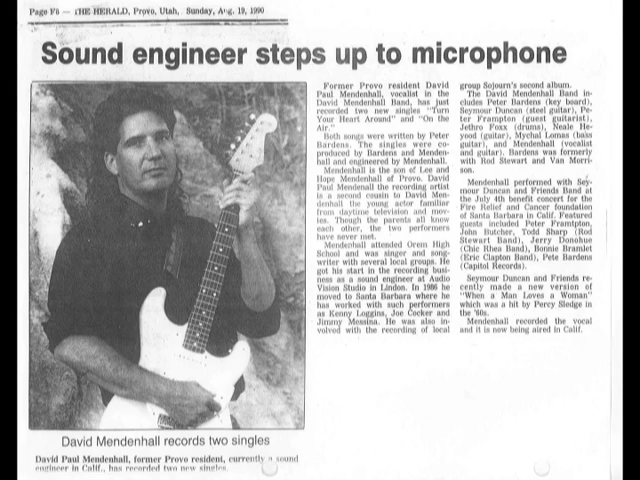 Page F6 — THE HERALD, Provo, Utah, Sunday, Aug. 19, 1990
Sound engineer steps up to microphone
Former Provo resident David
Paul Mendenhall, vocalist in the
David Mendenhall Band, has just
recorded two new singles "Turn
Your Heart Around" and "On the
Air."
Both songs were written by Peter
Bardens. The singles were co-
produced by Bardens and Menden-
hall and engineered by Mendenhall.
Mendenhall is the son of Lee and
Hope Mendenhall of Provo. David
Paul Mendenall the recording artist
is a second cousin to David Men-
denhall the young actor familiar
from daytime television and mov-
ies. Though the parents all know
each other, the two performers
have never met.
Mendenhall attended Orem High
School and was singer and song-
writer with several local groups. He
got his start in the recording busi-
ness as a sound engineer at Audio
Vision Studio in Lindon. In 1986 he
moved to Santa Barbara where he
has worked with such performers
as Kenny Loggins, Joe Cocker and
Jimmy Messina. He was also in-
volved with the recording of local
group Sojourn's second album.
The David Mendenhall Band in-
cludes Peter Bardens (key board),
Seymour Duncan (steel guitar), Pe-
ter Frampton (guest guitarist),
Jethro Foxx (drums), Neale He-
yood (guitar), Mychal Lomas (bass
guitar), and Mendenhall (vocalist
and guitar). Bardens was formerly
with Rod Stewart and Van Morri-
son.
Mendenhall performed with Sey-
mour Duncan and Friends Band at
the July 4th benefit concert for the
Fire Relief and Cancer foundation
of Santa Barbara in Calif. Featured
guests included Peter Framtpton,
John Butcher, Todd Sharp (Rod
Stewart Band), Jerry Donohue
(Chic Rhea Band), Bonnie Bramlet
(Eric Clapton Band), Pete Bardens
(Capitol Records).
Seymour Duncan and Friends re-
cently made a new version of
"When a Man Loves a Woman"
which was a hit by Percy Sledge in
the '60s.
Mendenhall recorded the vocal
and it is now being aired in Calif.
David Mendenhall records two singles
David Paul Mendenhall, former Provo resident, currently a sound
engineer in Calif., has recorded two new singles.